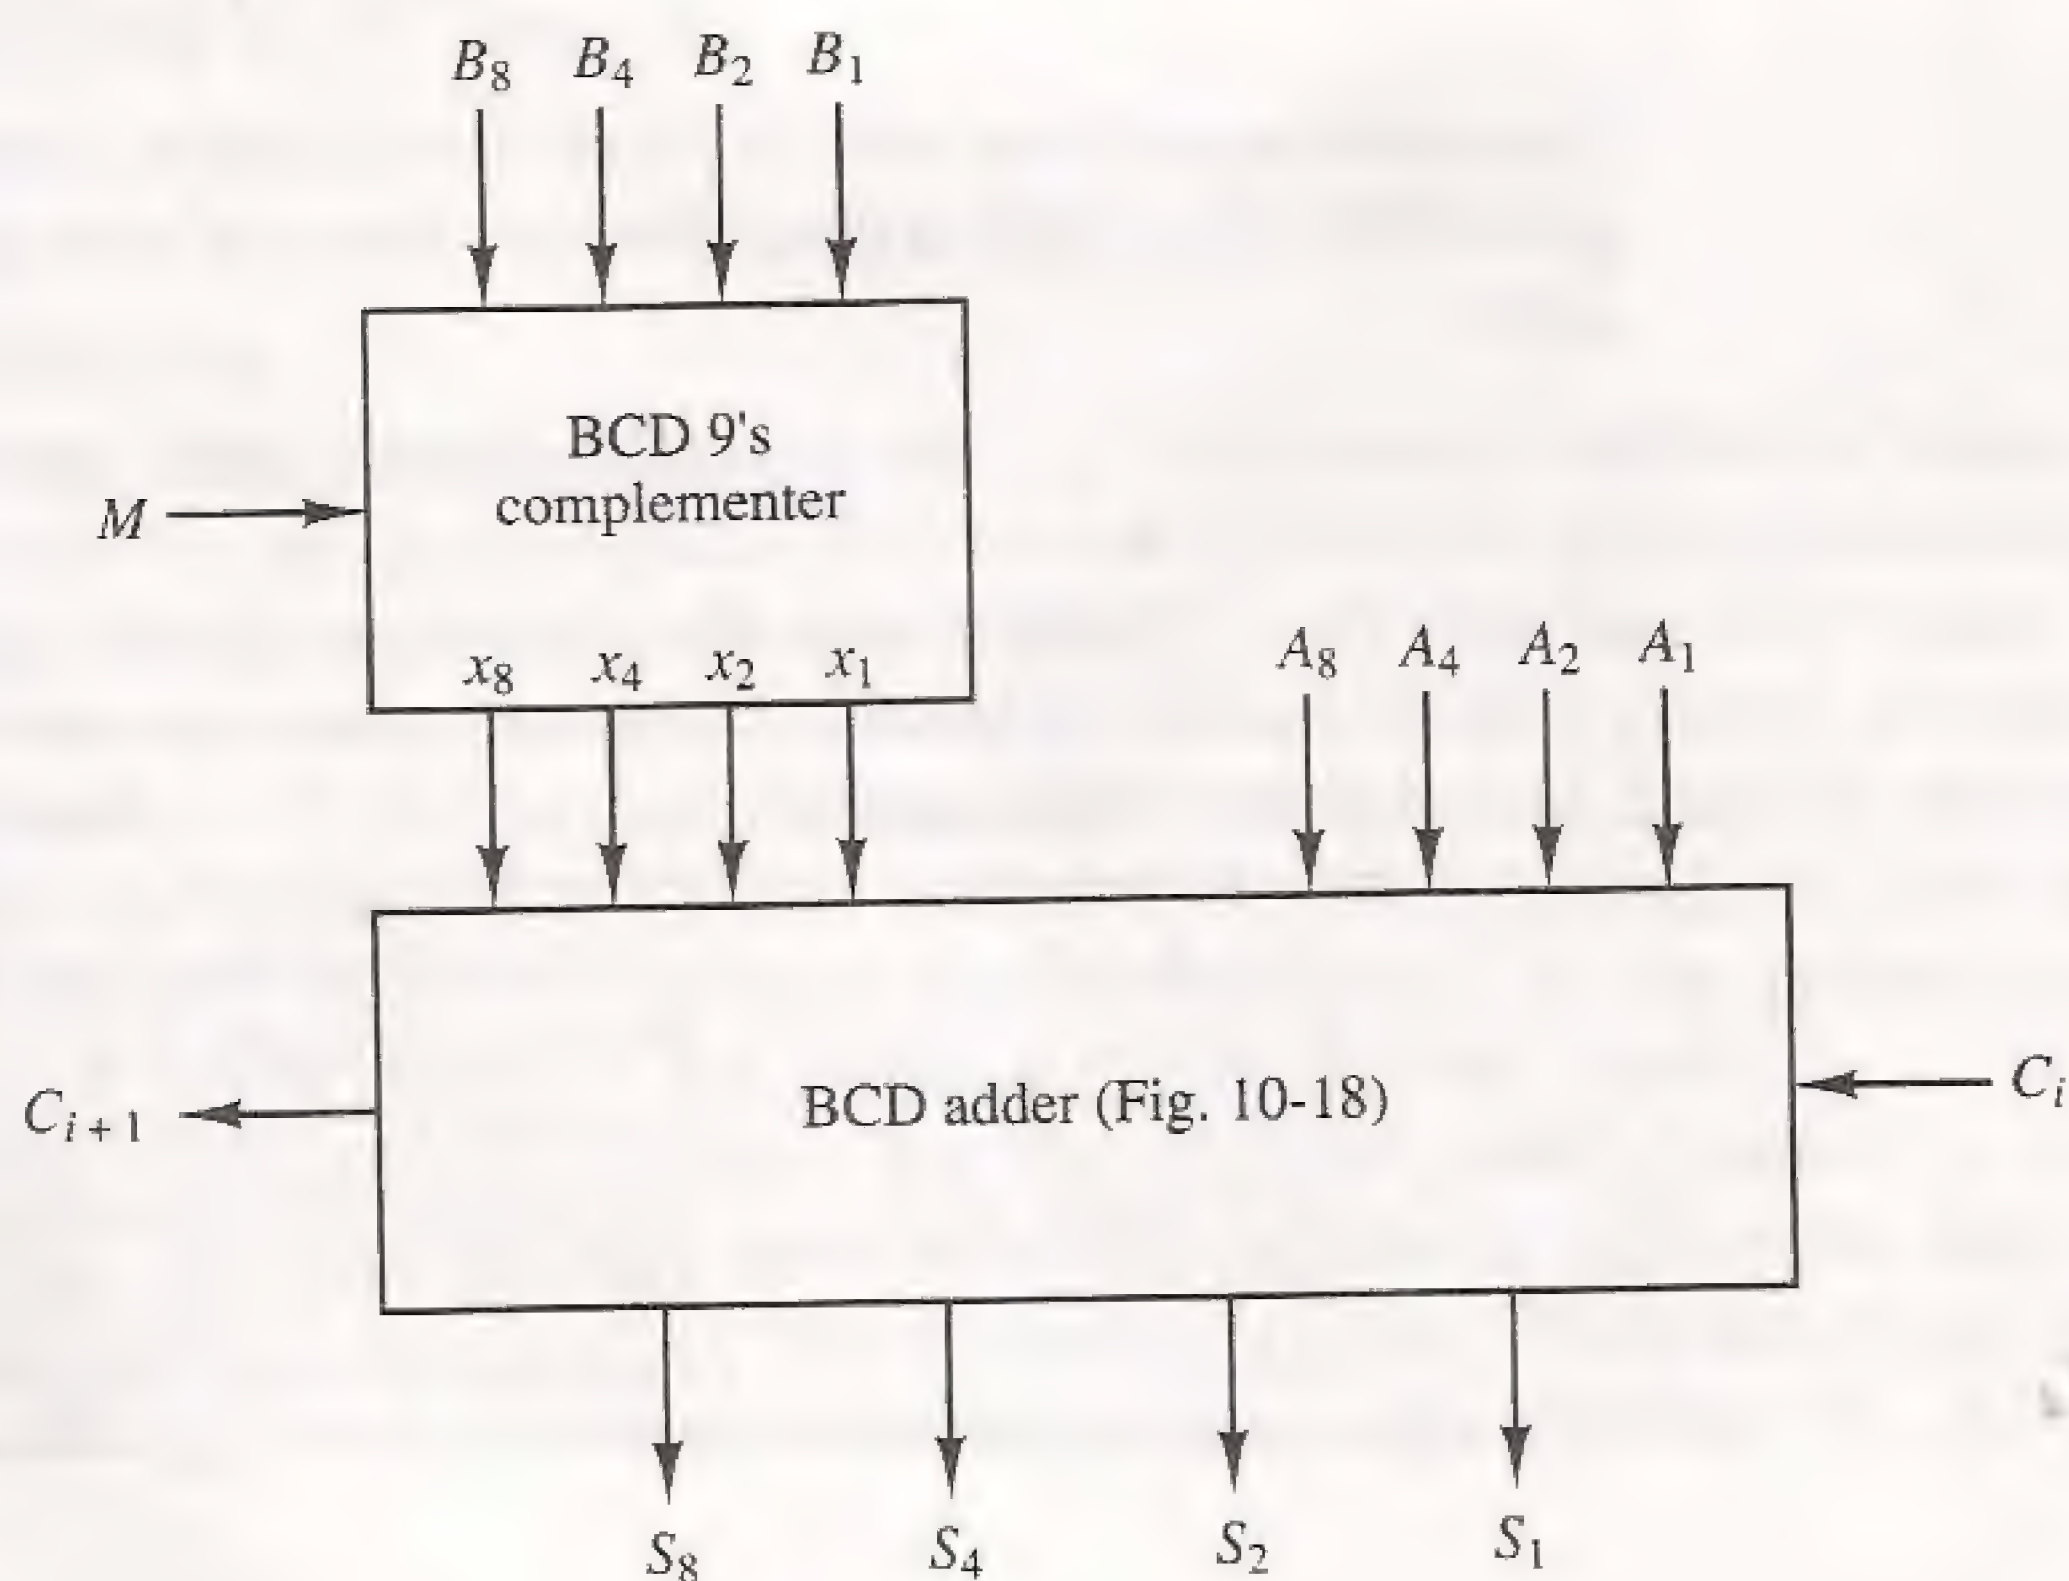 B₈ B₄ B₂ B₁
BCD 9's
complementer
M
x₈ x₄ x₂ x₁
A₈ A₄ A₂ A₁
BCD adder (Fig. 10-18)
Cᵢ
Cᵢ₊₁
S₈ S₄ S₂ S₁